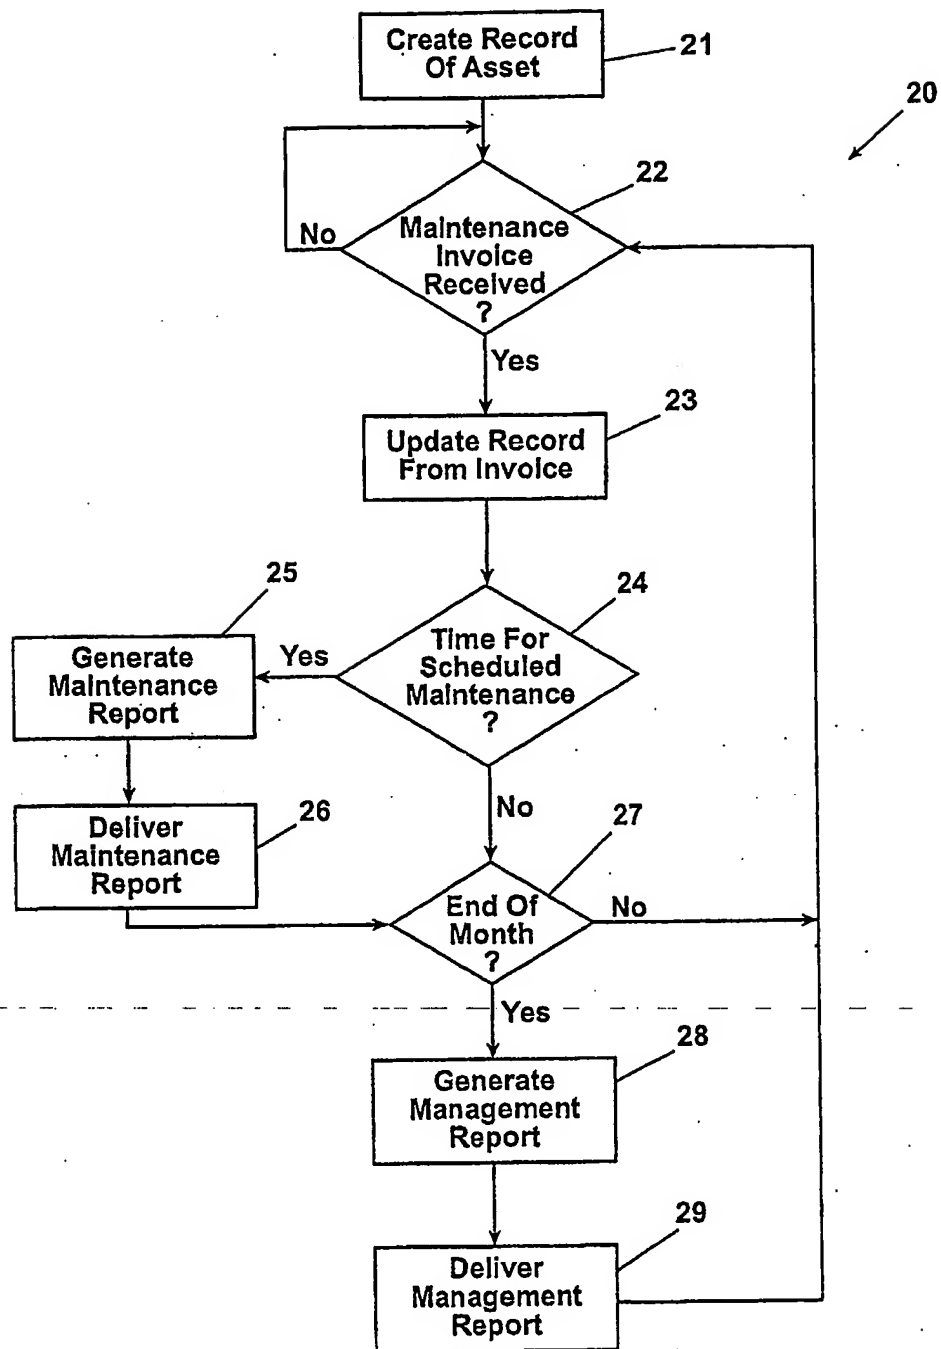 Create Record
Of Asset
21
20
22
No
Maintenance
Invoice
Received
?
Yes
23
Update Record
From Invoice
25
24
Generate
Maintenance
Report
Yes
Time For
Scheduled
Maintenance
?
No
26
27
Deliver
Maintenance
Report
End Of
Month
?
No
Yes
28
Generate
Management
Report
29
Deliver
Management
Report